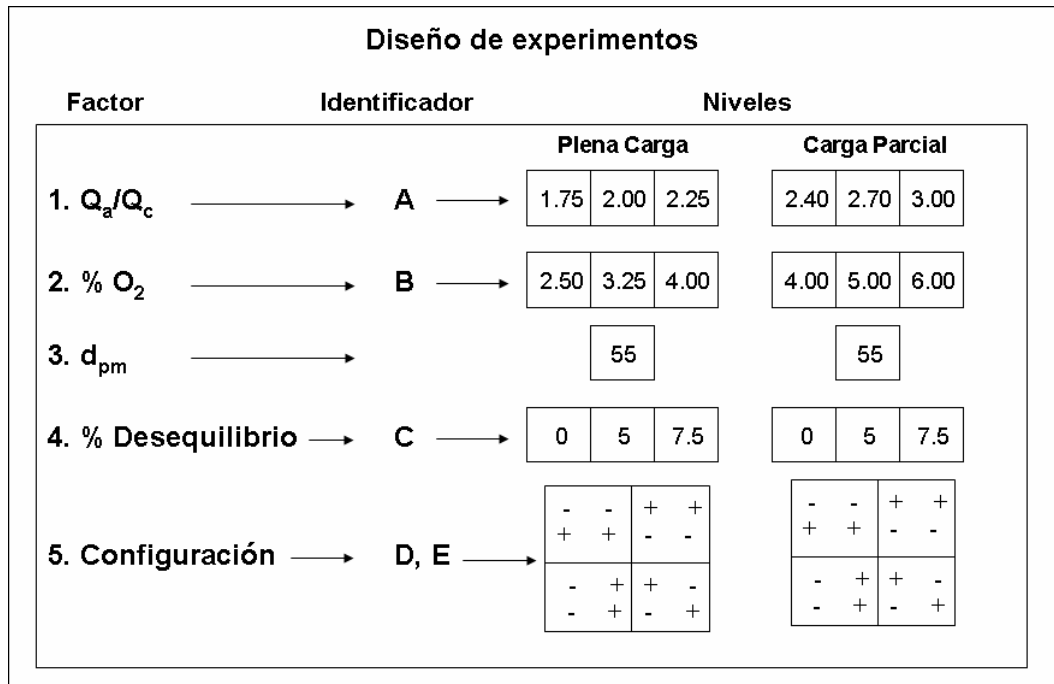 Diseño de experimentos
Factor Identificador Niveles
Plena Carga Carga Parcial
1. Qa/Qc A 1.75 2.00 2.25 2.40 2.70 3.00
2. % O2 B 2.50 3.25 4.00 4.00 5.00 6.00
3. dpm 55 55
4. % Desequilibrio C 0 5 7.5 0 5 7.5
- - + + - - + +
+ + - - + + - -
5. Configuración D, E
- + + - - + + -
- + - + - + - +